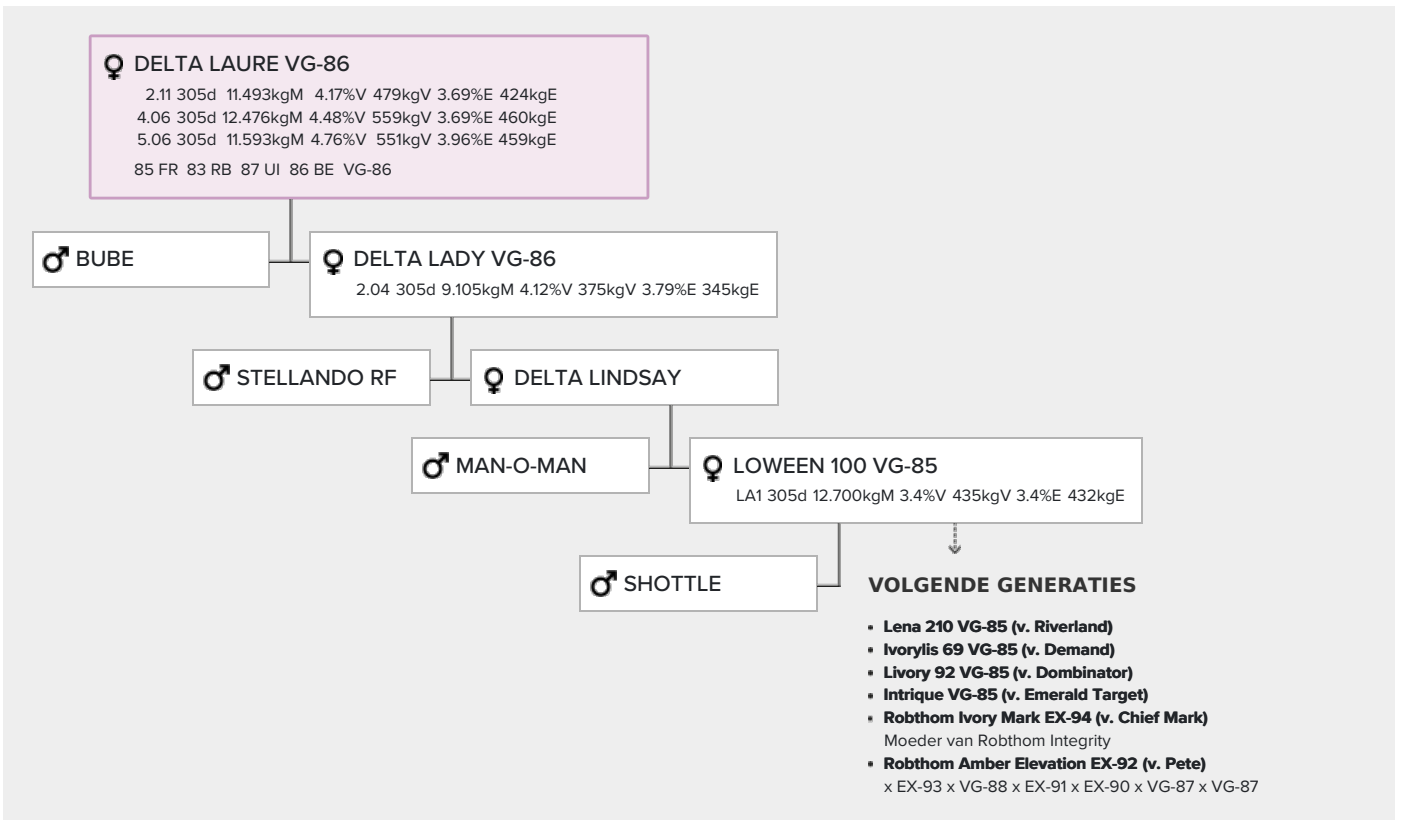 DELTA LAURE VG-86
2.11 305d 11.493kgM 4.17%V 479kgV 3.69%E 424kgE
4.06 305d 12.476kgM 4.48%V 559kgV 3.69%E 460kgE
5.06 305d 11.593kgM 4.76%V 551kgV 3.96%E 459kgE
85 FR 83 RB 87 UI 86 BE VG-86
BUBE
DELTA LADY VG-86
2.04 305d 9.105kgM 4.12%V 375kgV 3.79%E 345kgE
STELLANDO RF
DELTA LINDSAY
MAN-O-MAN
LOWEEN 100 VG-85
LA1 305d 12.700kgM 3.4%V 435kgV 3.4%E 432kgE
SHOTTLE
VOLGENDE GENERATIES
• Lena 210 VG-85 (v. Riverland)
• Ivorylis 69 VG-85 (v. Demand)
• Livory 92 VG-85 (v. Dombinator)
• Intrique VG-85 (v. Emerald Target)
• Robthom Ivory Mark EX-94 (v. Chief Mark)
Moeder van Robthom Integrity
• Robthom Amber Elevation EX-92 (v. Pete)
x EX-93 x VG-88 x EX-91 x EX-90 x VG-87 x VG-87